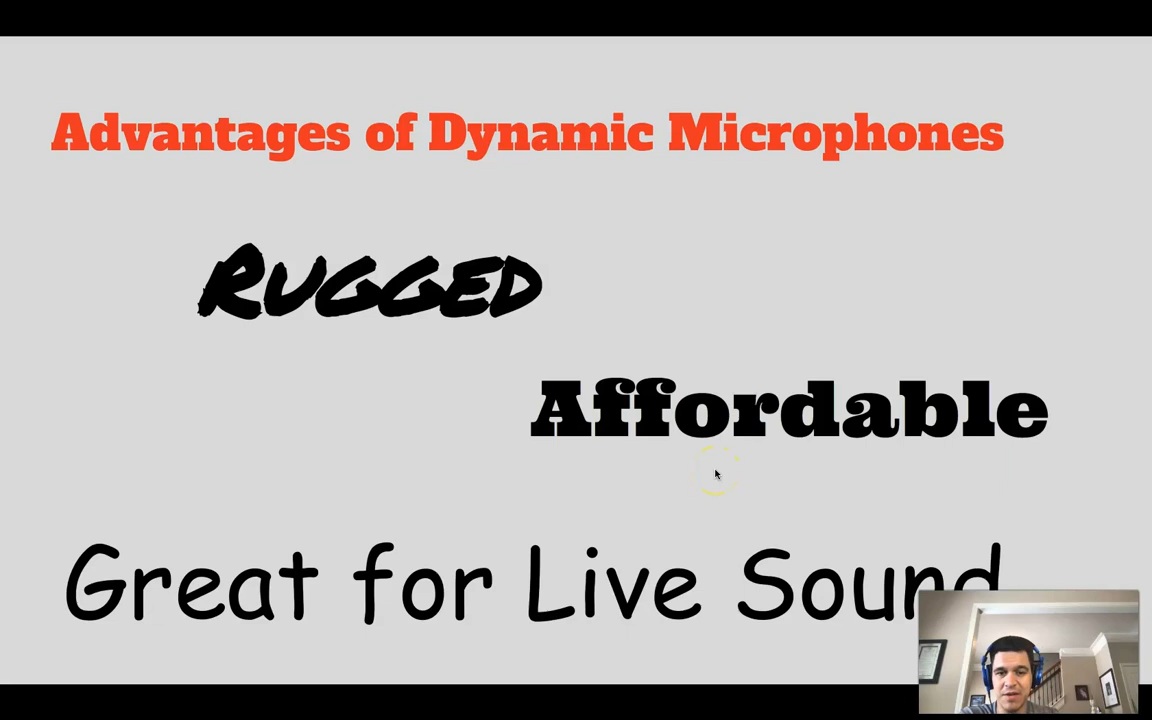 Advantages of Dynamic Microphones
Rugged
Affordable
Great for Live Sound